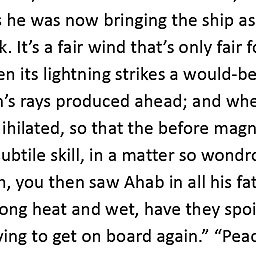 he was now bringing the ship as
k. It’s a fair wind that’s only fair
en its lightning strikes a would-be
n’s rays produced ahead; and whe
ihilated, so that the before magn
ubtile skill, in a matter so wondro
n, you then saw Ahab in all his fat
ong heat and wet, have they spoi
ying to get on board again.” “Peac